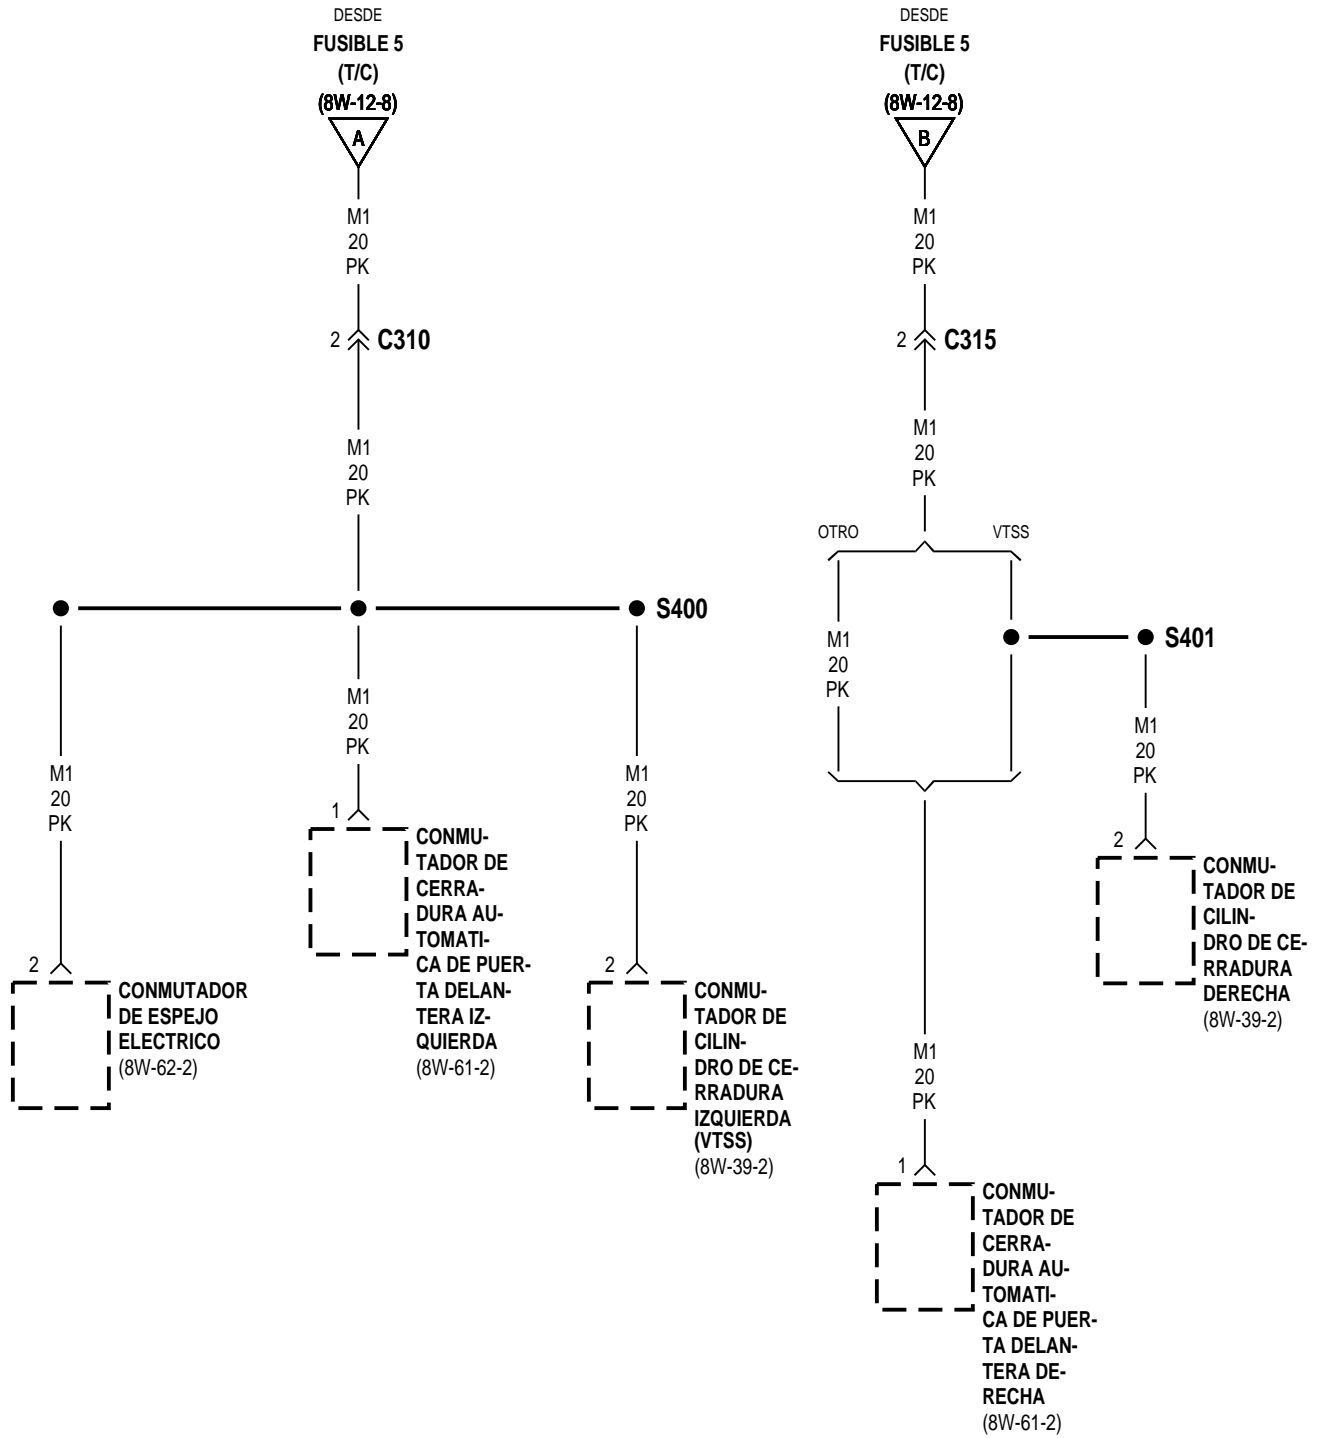 DESDE
FUSIBLE 5
(T/C)
(8W-12-8)
A
M1
20
PK
2
C310
M1
20
PK
S400
M1
20
PK
2
CONMUTADOR
DE ESPEJO
ELECTRICO
(8W-62-2)
M1
20
PK
1
CONMU-
TADOR DE
CERRA-
DURA AU-
TOMATI-
CA DE PUER-
TA DELAN-
TERA IZ-
QUIERDA
(8W-61-2)
M1
20
PK
2
CONMU-
TADOR DE
CILIN-
DRO DE CE-
RRADURA
IZQUIERDA
(VTSS)
(8W-39-2)
DESDE
FUSIBLE 5
(T/C)
(8W-12-8)
B
M1
20
PK
2
C315
M1
20
PK
OTRO
VTSS
M1
20
PK
S401
M1
20
PK
2
CONMU-
TADOR DE
CILIN-
DRO DE CE-
RRADURA
DERECHA
(8W-39-2)
M1
20
PK
1
CONMU-
TADOR DE
CERRA-
DURA AU-
TOMATI-
CA DE PUER-
TA DELAN-
TERA DE-
RECHA
(8W-61-2)